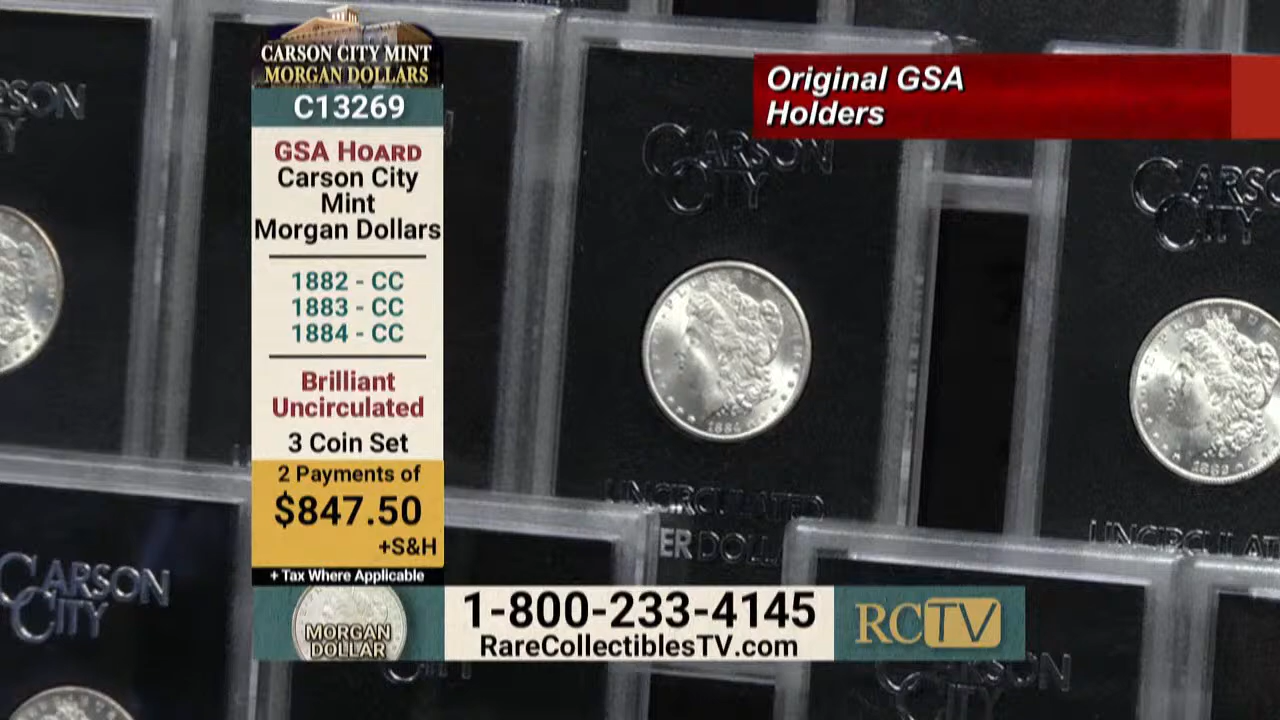 CARSON CITY MINT
MORGAN DOLLARS
C13269
GSA HOARD
Carson City
Mint
Morgan Dollars
1882 - CC
1883 - CC
1884 - CC
Brilliant
Uncirculated
3 Coin Set
2 Payments of
$847.50
+S&H
+ Tax Where Applicable
MORGAN
DOLLAR
1-800-233-4145
RareCollectiblesTV.com
RCTV
Original GSA
Holders
CARSON
CITY
1884
UNCIRCULATED
CARSON
CITY
CARSON
CITY